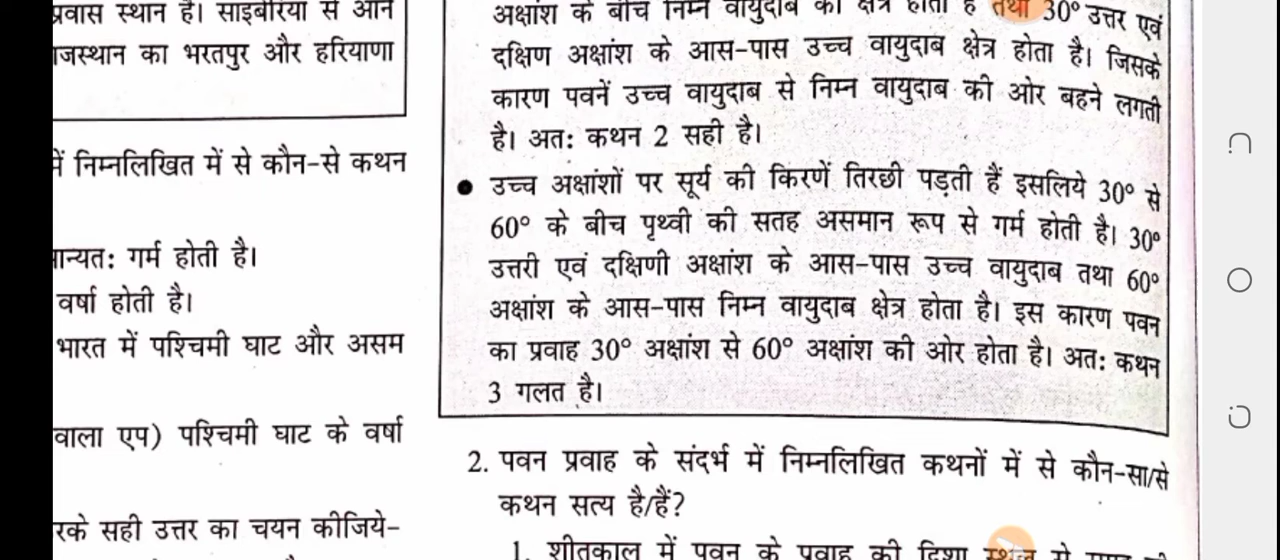 प्रवास स्थान है। साइबेरिया से आने
जस्थान का भरतपुर और हरियाणा
में निम्नलिखित में से कौन-से कथन
गर्म होती है।
वर्षा होती है।
भारत में पश्चिमी घाट और असम
वाला एप) पश्चिमी घाट के वर्षा
रके सही उत्तर का चयन कीजिये-
अक्षांश के बीच निम्न वायुदाब का क्षेत्र होता है तथा 30° उत्तर एवं
दक्षिण अक्षांश के आस-पास उच्च वायुदाब क्षेत्र होता है। जिसके
कारण पवनें उच्च वायुदाब से निम्न वायुदाब की ओर बहने लगती
है। अतः कथन 2 सही है।
● उच्च अक्षांशों पर सूर्य की किरणें तिरछी पड़ती हैं इसलिये 30° से
60° के बीच पृथ्वी की सतह असमान रूप से गर्म होती है। 30°
उत्तरी एवं दक्षिणी अक्षांश के आस-पास उच्च वायुदाब तथा 60°
अक्षांश के आस-पास निम्न वायुदाब क्षेत्र होता है। इस कारण पवन
का प्रवाह 30° अक्षांश से 60° अक्षांश की ओर होता है। अतः कथन
3 गलत है।
2. पवन प्रवाह के संदर्भ में निम्नलिखित कथनों में से कौन-सा/से
कथन सत्य है/हैं?
1. शीतकाल में पवन के प्रवाह की दिशा स्थल से